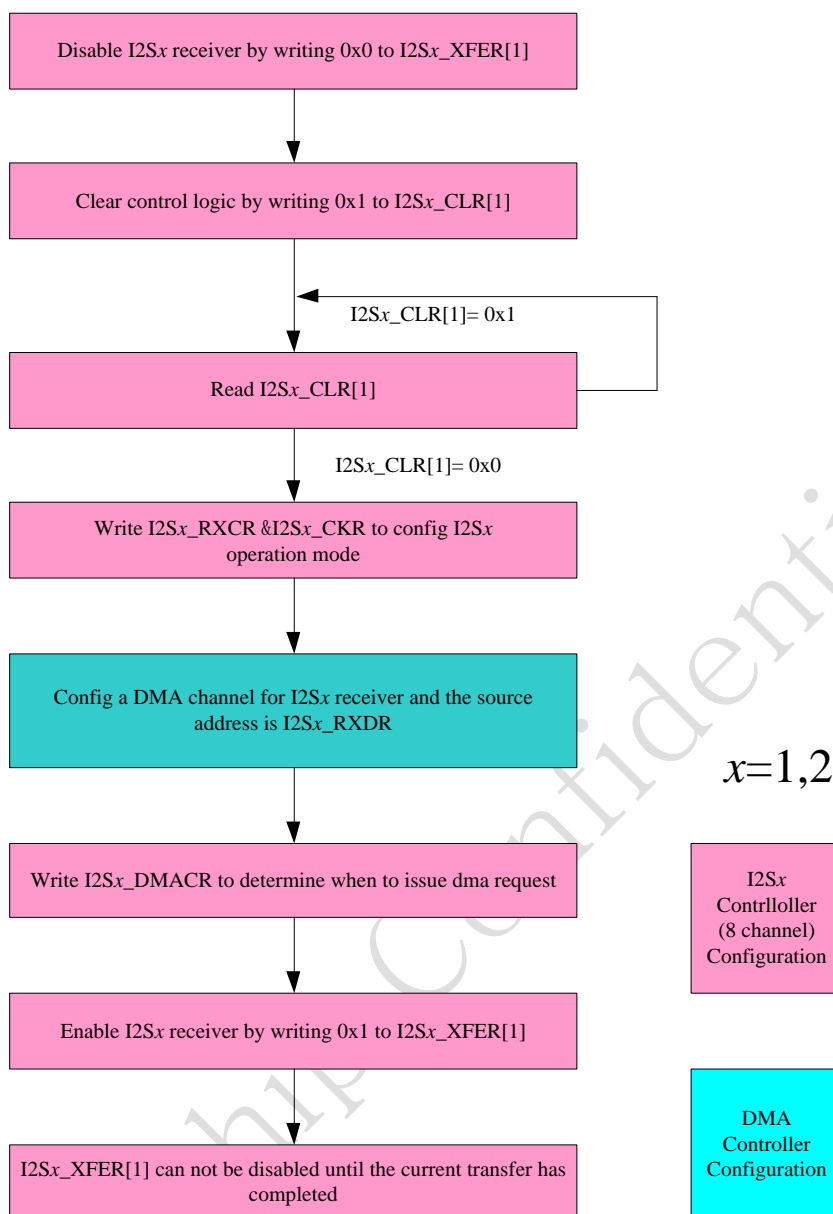 Disable I2Sx receiver by writing 0x0 to I2Sx_XFER[1]
Clear control logic by writing 0x1 to I2Sx_CLR[1]
I2Sx_CLR[1]= 0x1
Read I2Sx_CLR[1]
I2Sx_CLR[1]= 0x0
Write I2Sx_RXCR &I2Sx_CKR to config I2Sx
operation mode
Config a DMA channel for I2Sx receiver and the source
address is I2Sx_RXDR
x=1,2
Write I2Sx_DMACR to determine when to issue dma request
I2Sx
Contrlloller
(8 channel)
Configuration
Enable I2Sx receiver by writing 0x1 to I2Sx_XFER[1]
DMA
Controller
Configuration
I2Sx_XFER[1] can not be disabled until the current transfer has
completed